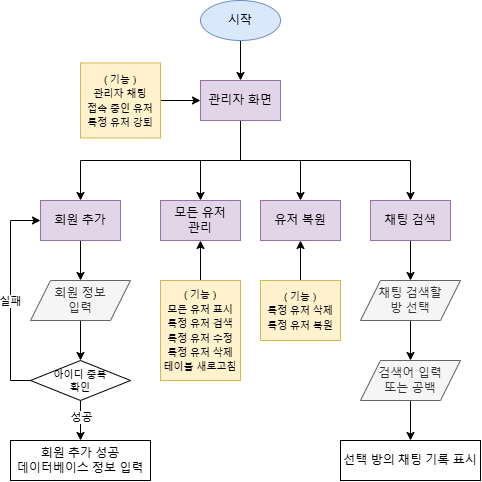 시작
( 기능 )
관리자 채팅
접속 중인 유저
특정 유저 강퇴
관리자 화면
회원 추가
모든 유저
관리
유저 복원
채팅 검색
실패
회원 정보
입력
( 기능 )
모든 유저 표시
특정 유저 검색
특정 유저 수정
특정 유저 삭제
테이블 새로고침
( 기능 )
특정 유저 삭제
특정 유저 복원
채팅 검색할
방 선택
아이디 중복
확인
검색어 입력
또는 공백
성공
회원 추가 성공
데이터베이스 정보 입력
선택 방의 채팅 기록 표시